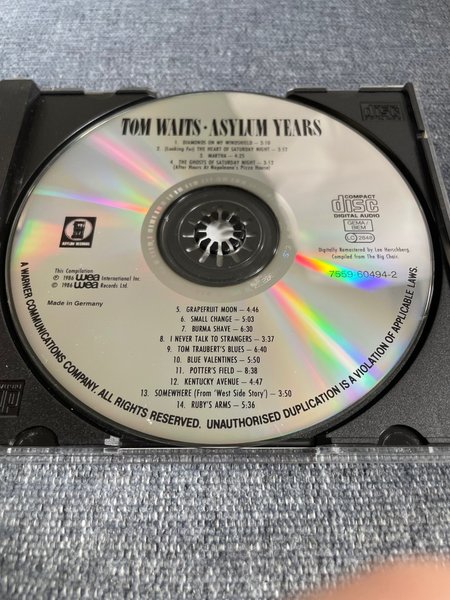 TOM WAITS · ASYLUM YEARS
1. DIAMONDS ON MY WINDSHIELD — 3:10
2. (Looking For) THE HEART OF SATURDAY NIGHT — 3:57
3. MARTHA — 4:25
4. THE GHOSTS OF SATURDAY NIGHT — 3:12
(After Hours At Napoleone's Pizza House)
ASYLUM RECORDS
COMPACT
disc
DIGITAL AUDIO
GEMA/
BIEM
LC 2848
Digitally Remastered by Lee Herschberg.
Compiled from The Big Chair.
7559-60494-2
This Compilation
℗ 1986 wea International Inc.
© 1986 wea Records Ltd.
Made in Germany
5. GRAPEFRUIT MOON — 4:46
6. SMALL CHANGE — 5:03
7. BURMA SHAVE — 6:30
8. I NEVER TALK TO STRANGERS — 3:37
9. TOM TRAUBERT'S BLUES — 6:40
10. BLUE VALENTINES — 5:50
11. POTTER'S FIELD — 8:38
12. KENTUCKY AVENUE — 4:47
13. SOMEWHERE (From 'West Side Story') — 3:50
14. RUBY'S ARMS — 5:36
A WARNER COMMUNICATIONS COMPANY. ALL RIGHTS RESERVED. UNAUTHORISED DUPLICATION IS A VIOLATION OF APPLICABLE LAWS.